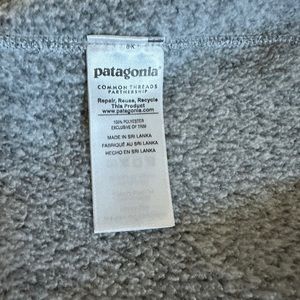 patagonia
COMMON THREADS
PARTNERSHIP
Repair, Reuse, Recycle
This Product
www.patagonia.com
100% POLYESTER
EXCLUSIVE OF TRIM
MADE IN SRI LANKA
FABRIQUÉ AU SRI LANKA
HECHO EN SRI LANKA